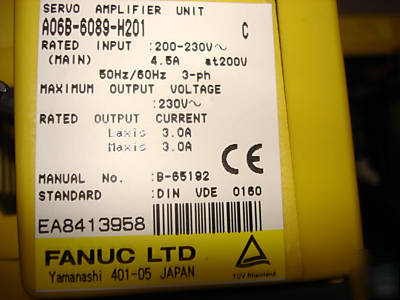 SERVO AMPLIFIER UNIT
A06B-6089-H201 C
RATED INPUT :200-230V～
(MAIN) 4.5A at200V
50Hz/60Hz 3-ph
MAXIMUM OUTPUT VOLTAGE
:230V～
RATED OUTPUT CURRENT
Laxis 3.0A
Maxis 3.0A
MANUAL No. :B-65192
STANDARD :DIN VDE 0160
CE
EA8413958
FANUC LTD
Yamanashi 401-05 JAPAN
TÜV Rheinland